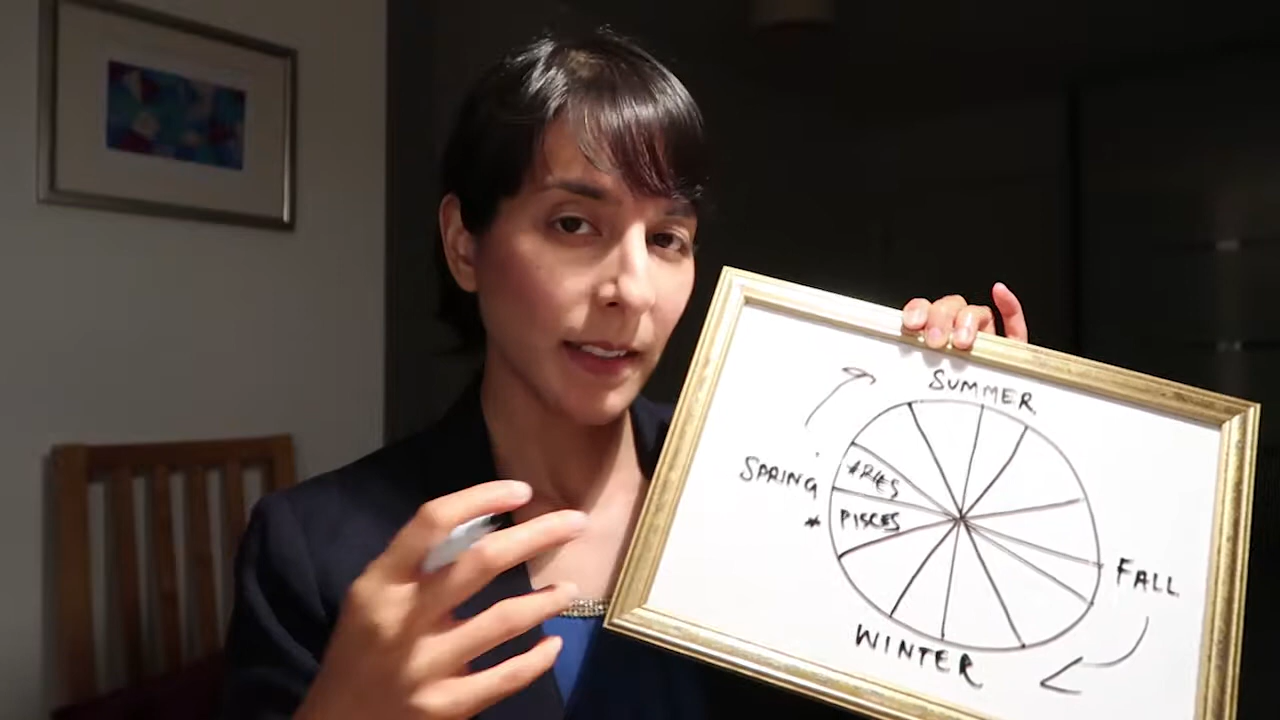 SUMMER
SPRING
ARIES
* PISCES
FALL
WINTER